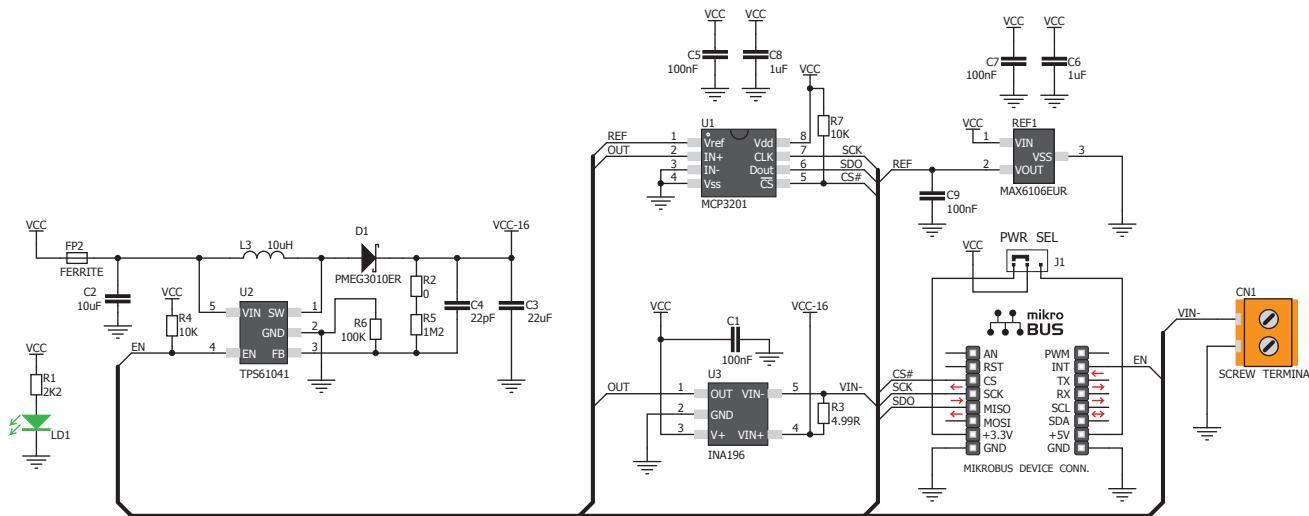 VCC
VCC
C5
100nF
C8
1uF
VCC
VCC
VCC
C7
100nF
C6
1uF
R7
10K
U1
REF
1
Vref
Vdd
8
OUT
2
IN+
CLK
7
SCK
3
IN-
Dout
6
SDO
4
Vss
CS
5
CS#
MCP3201
VCC
REF1
1
VIN
VSS
3
REF
2
VOUT
MAX6106EUR
C9
100nF
VCC
FP2
FERRITE
L3
10uH
D1
PMEG3010ER
VCC-16
C2
10uF
VCC
R4
10K
U2
5
VIN
SW
1
GND
2
EN
4
EN
FB
3
TPS61041
R6
100K
R2
0
R5
1M2
C4
22pF
C3
22uF
VCC
R1
2K2
LD1
VCC
C1
100nF
VCC-16
U3
OUT
1
OUT
VIN-
5
VIN-
2
GND
3
V+
VIN+
4
INA196
R3
4.99R
PWR SEL
VCC
J1
mikro
BUS
AN
PWM
RST
INT
EN
CS#
CS
TX
SCK
SCK
RX
SDO
MISO
SCL
MOSI
SDA
+3.3V
+5V
GND
GND
MIKROBUS DEVICE CONN.
CN1
VIN-
SCREW TERMINA